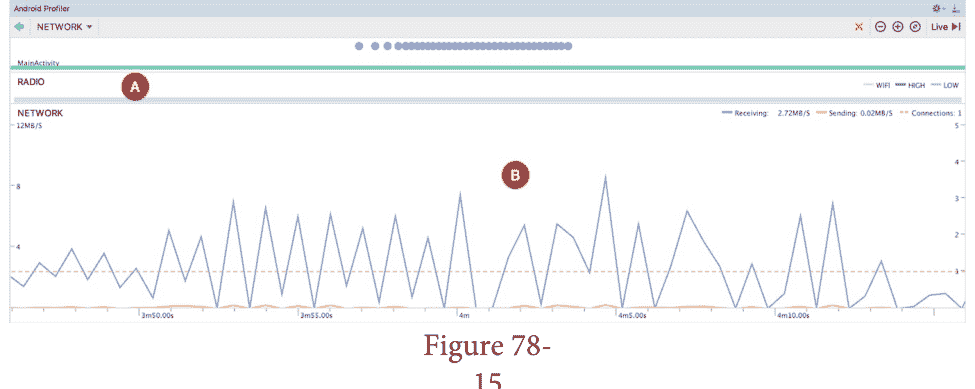 Android Profiler
NETWORK
Live
MainActivity
RADIO
A
WIFI HIGH LOW
NETWORK
Receiving: 2.72MB/S Sending: 0.02MB/S Connections: 1
12MB/S
5
4
B
8
3
4
2
1
3m50.00s 3m55.00s 4m 4m5.00s 4m10.00s
Figure 78-
15